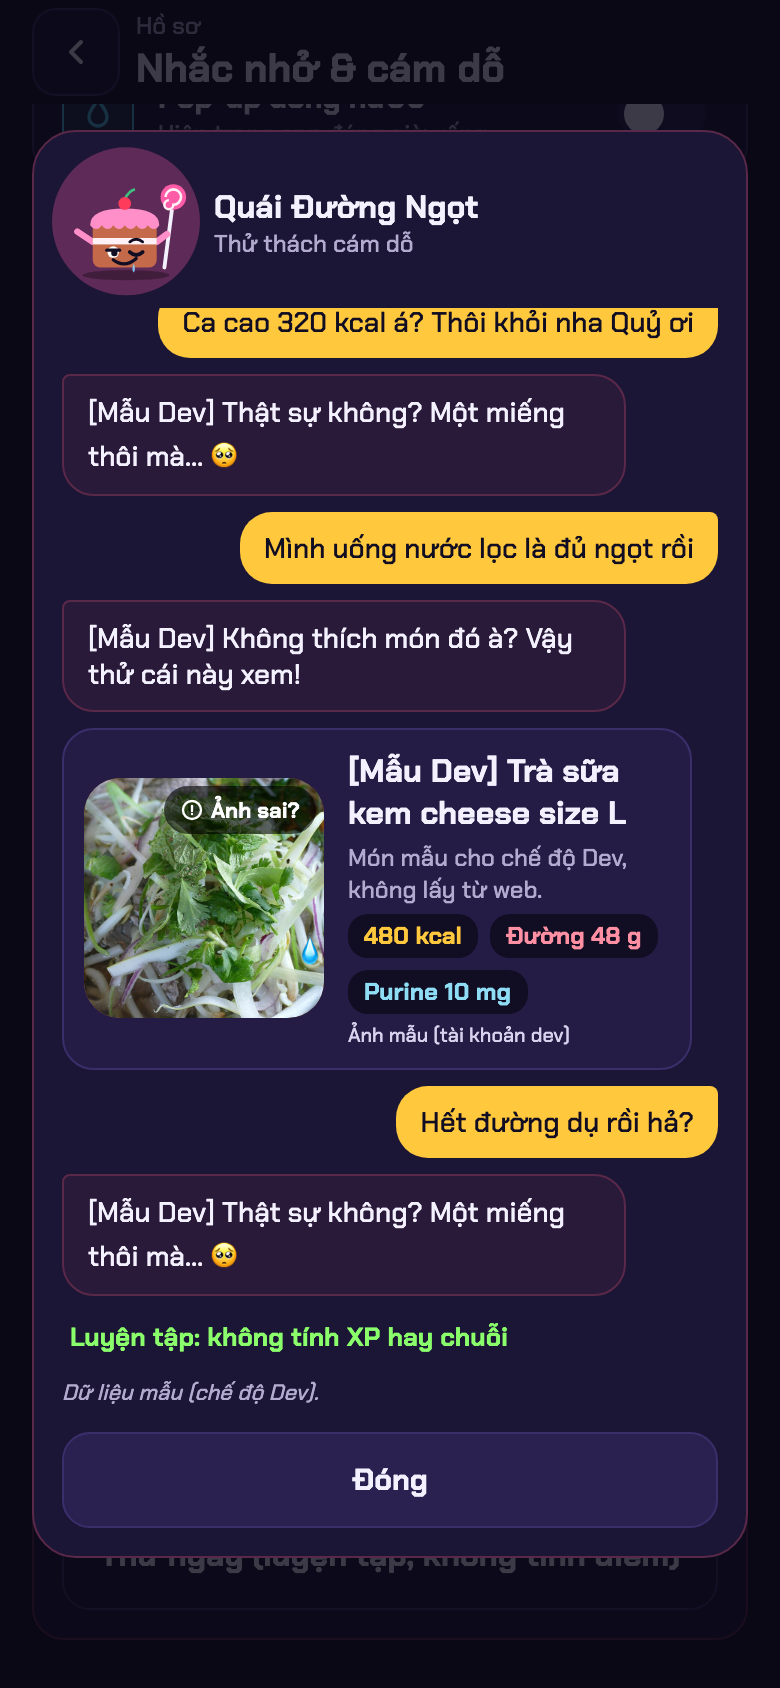 Hồ sơ
Nhắc nhở & cám dỗ
Quái Đường Ngọt
Thử thách cám dỗ
Ca cao 320 kcal á? Thôi khỏi nha Quỷ ơi
[Mẫu Dev] Thật sự không? Một miếng
thôi mà... 🥺
Mình uống nước lọc là đủ ngọt rồi
[Mẫu Dev] Không thích món đó à? Vậy
thử cái này xem!
Ảnh sai?
[Mẫu Dev] Trà sữa
kem cheese size L
Món mẫu cho chế độ Dev,
không lấy từ web.
480 kcal
Đường 48 g
Purine 10 mg
Ảnh mẫu (tài khoản dev)
Hết đường dụ rồi hả?
[Mẫu Dev] Thật sự không? Một miếng
thôi mà... 🥺
Luyện tập: không tính XP hay chuỗi
Dữ liệu mẫu (chế độ Dev).
Đóng